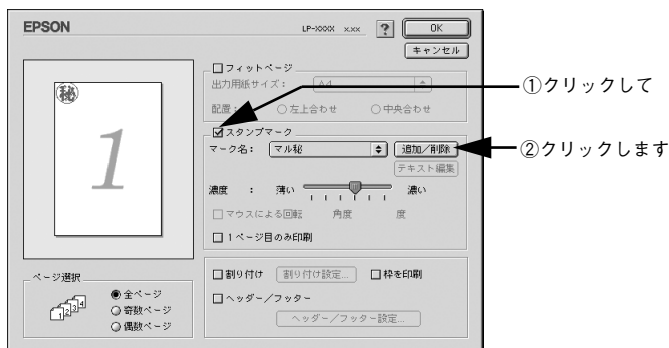 EPSON
LP-XXXX x.xx
?
OK
キャンセル
フィットページ
出力用紙サイズ： A4
配置： 左上合わせ 中央合わせ
①クリックして
スタンプマーク
マーク名： マル秘 追加／削除
②クリックします
テキスト編集
濃度 ： 薄い 濃い
マウスによる回転 角度 度
1ページ目のみ印刷
㊙
1
ページ選択
1 2 3 4
全ページ
奇数ページ
偶数ページ
割り付け 割り付け設定... 枠を印刷
ヘッダー／フッター
ヘッダー／フッター設定...